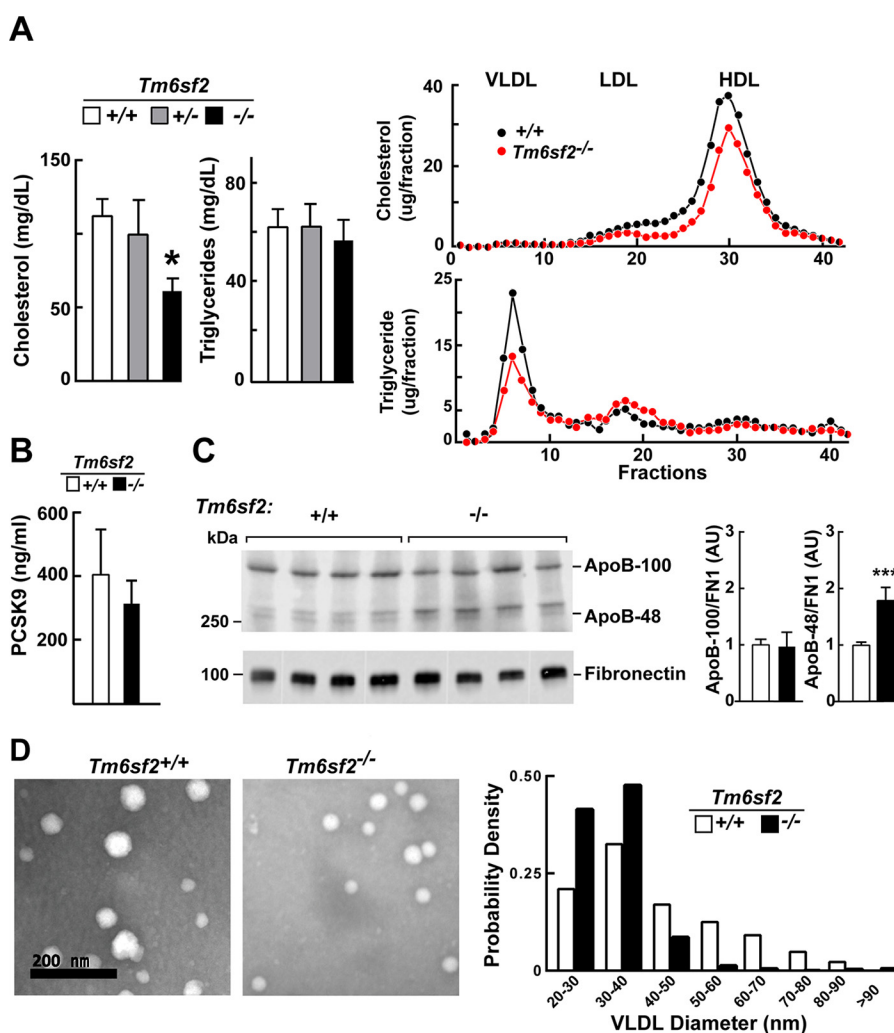 A
Tm6sf2
+/+ +/- -/-
Cholesterol (mg/dL)
150
100
50
0
*
Triglycerides (mg/dL)
80
60
40
0
VLDL LDL HDL
Cholesterol
(ug/fraction)
40
20
0
+/+
Tm6sf2-/-
0 10 20 30 40
Triglyceride
(ug/fraction)
25
15
5
0
10 20 30 40
Fractions
B
Tm6sf2
+/+ -/-
PCSK9 (ng/ml)
600
400
200
C
Tm6sf2: +/+ -/-
kDa
ApoB-100
250 ApoB-48
100 Fibronectin
ApoB-100/FN1 (AU)
3
2
1
0
ApoB-48/FN1 (AU)
3
2
1
0
***
D
Tm6sf2+/+ Tm6sf2-/-
200 nm
Probability Density
0.50
0.25
0
Tm6sf2
+/+ -/-
20-30 30-40 40-50 50-60 60-70 70-80 80-90 >90
VLDL Diameter (nm)